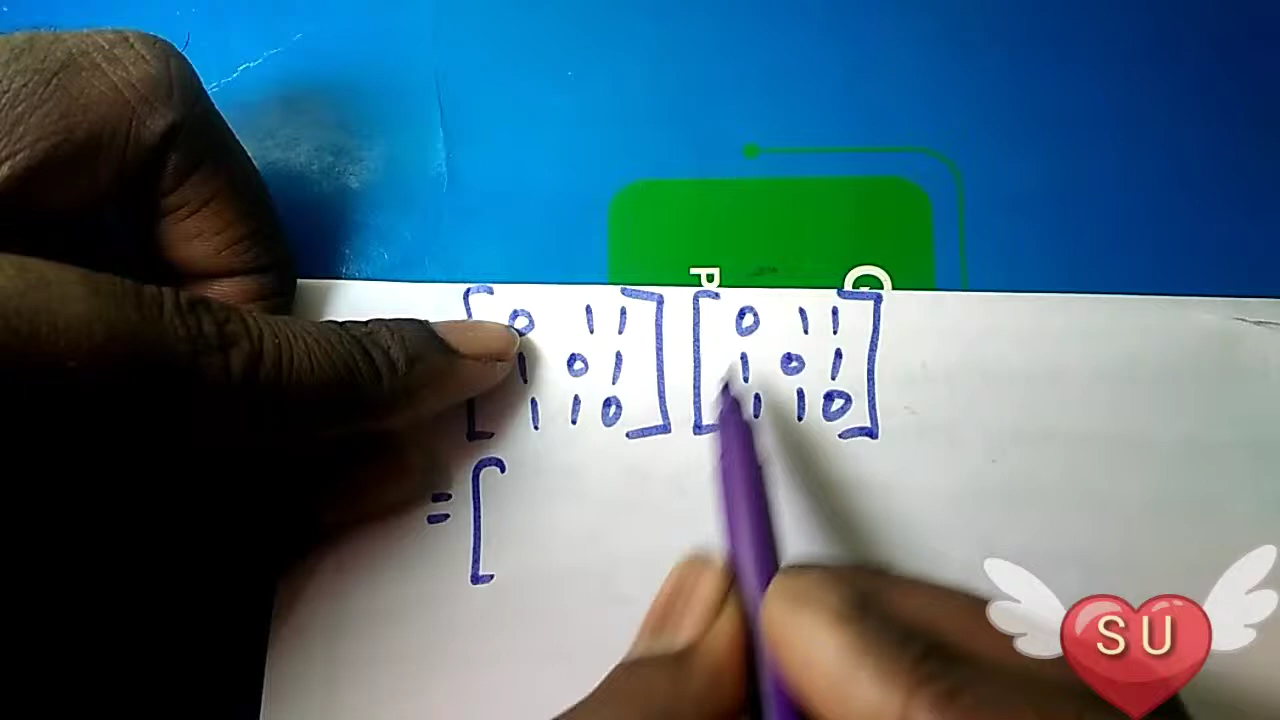 P G
[0 1 1] [0 1 1]
[1 0 1] [1 0 1]
[1 1 0] [1 1 0]
= [
SU